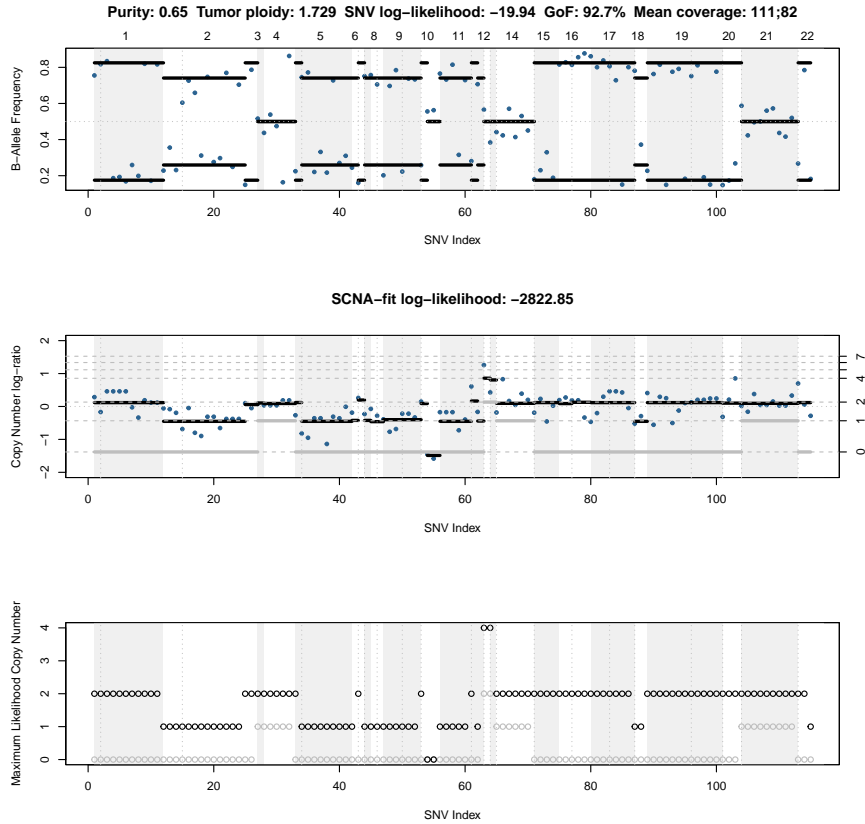 Purity: 0.65 Tumor ploidy: 1.729 SNV log−likelihood: −19.94 GoF: 92.7% Mean coverage: 111;82
1 2 3 4 5 6 8 9 10 11 12 14 15 16 17 18 19 20 21 22
B−Allele Frequency
0.8
0.6
0.4
0.2
0 20 40 60 80 100
SNV Index
SCNA−fit log−likelihood: −2822.85
Copy Number log−ratio
2
1
0
−1
−2
7
4
2
1
0
0 20 40 60 80 100
SNV Index
Maximum Likelihood Copy Number
4
3
2
1
0
0 20 40 60 80 100
SNV Index